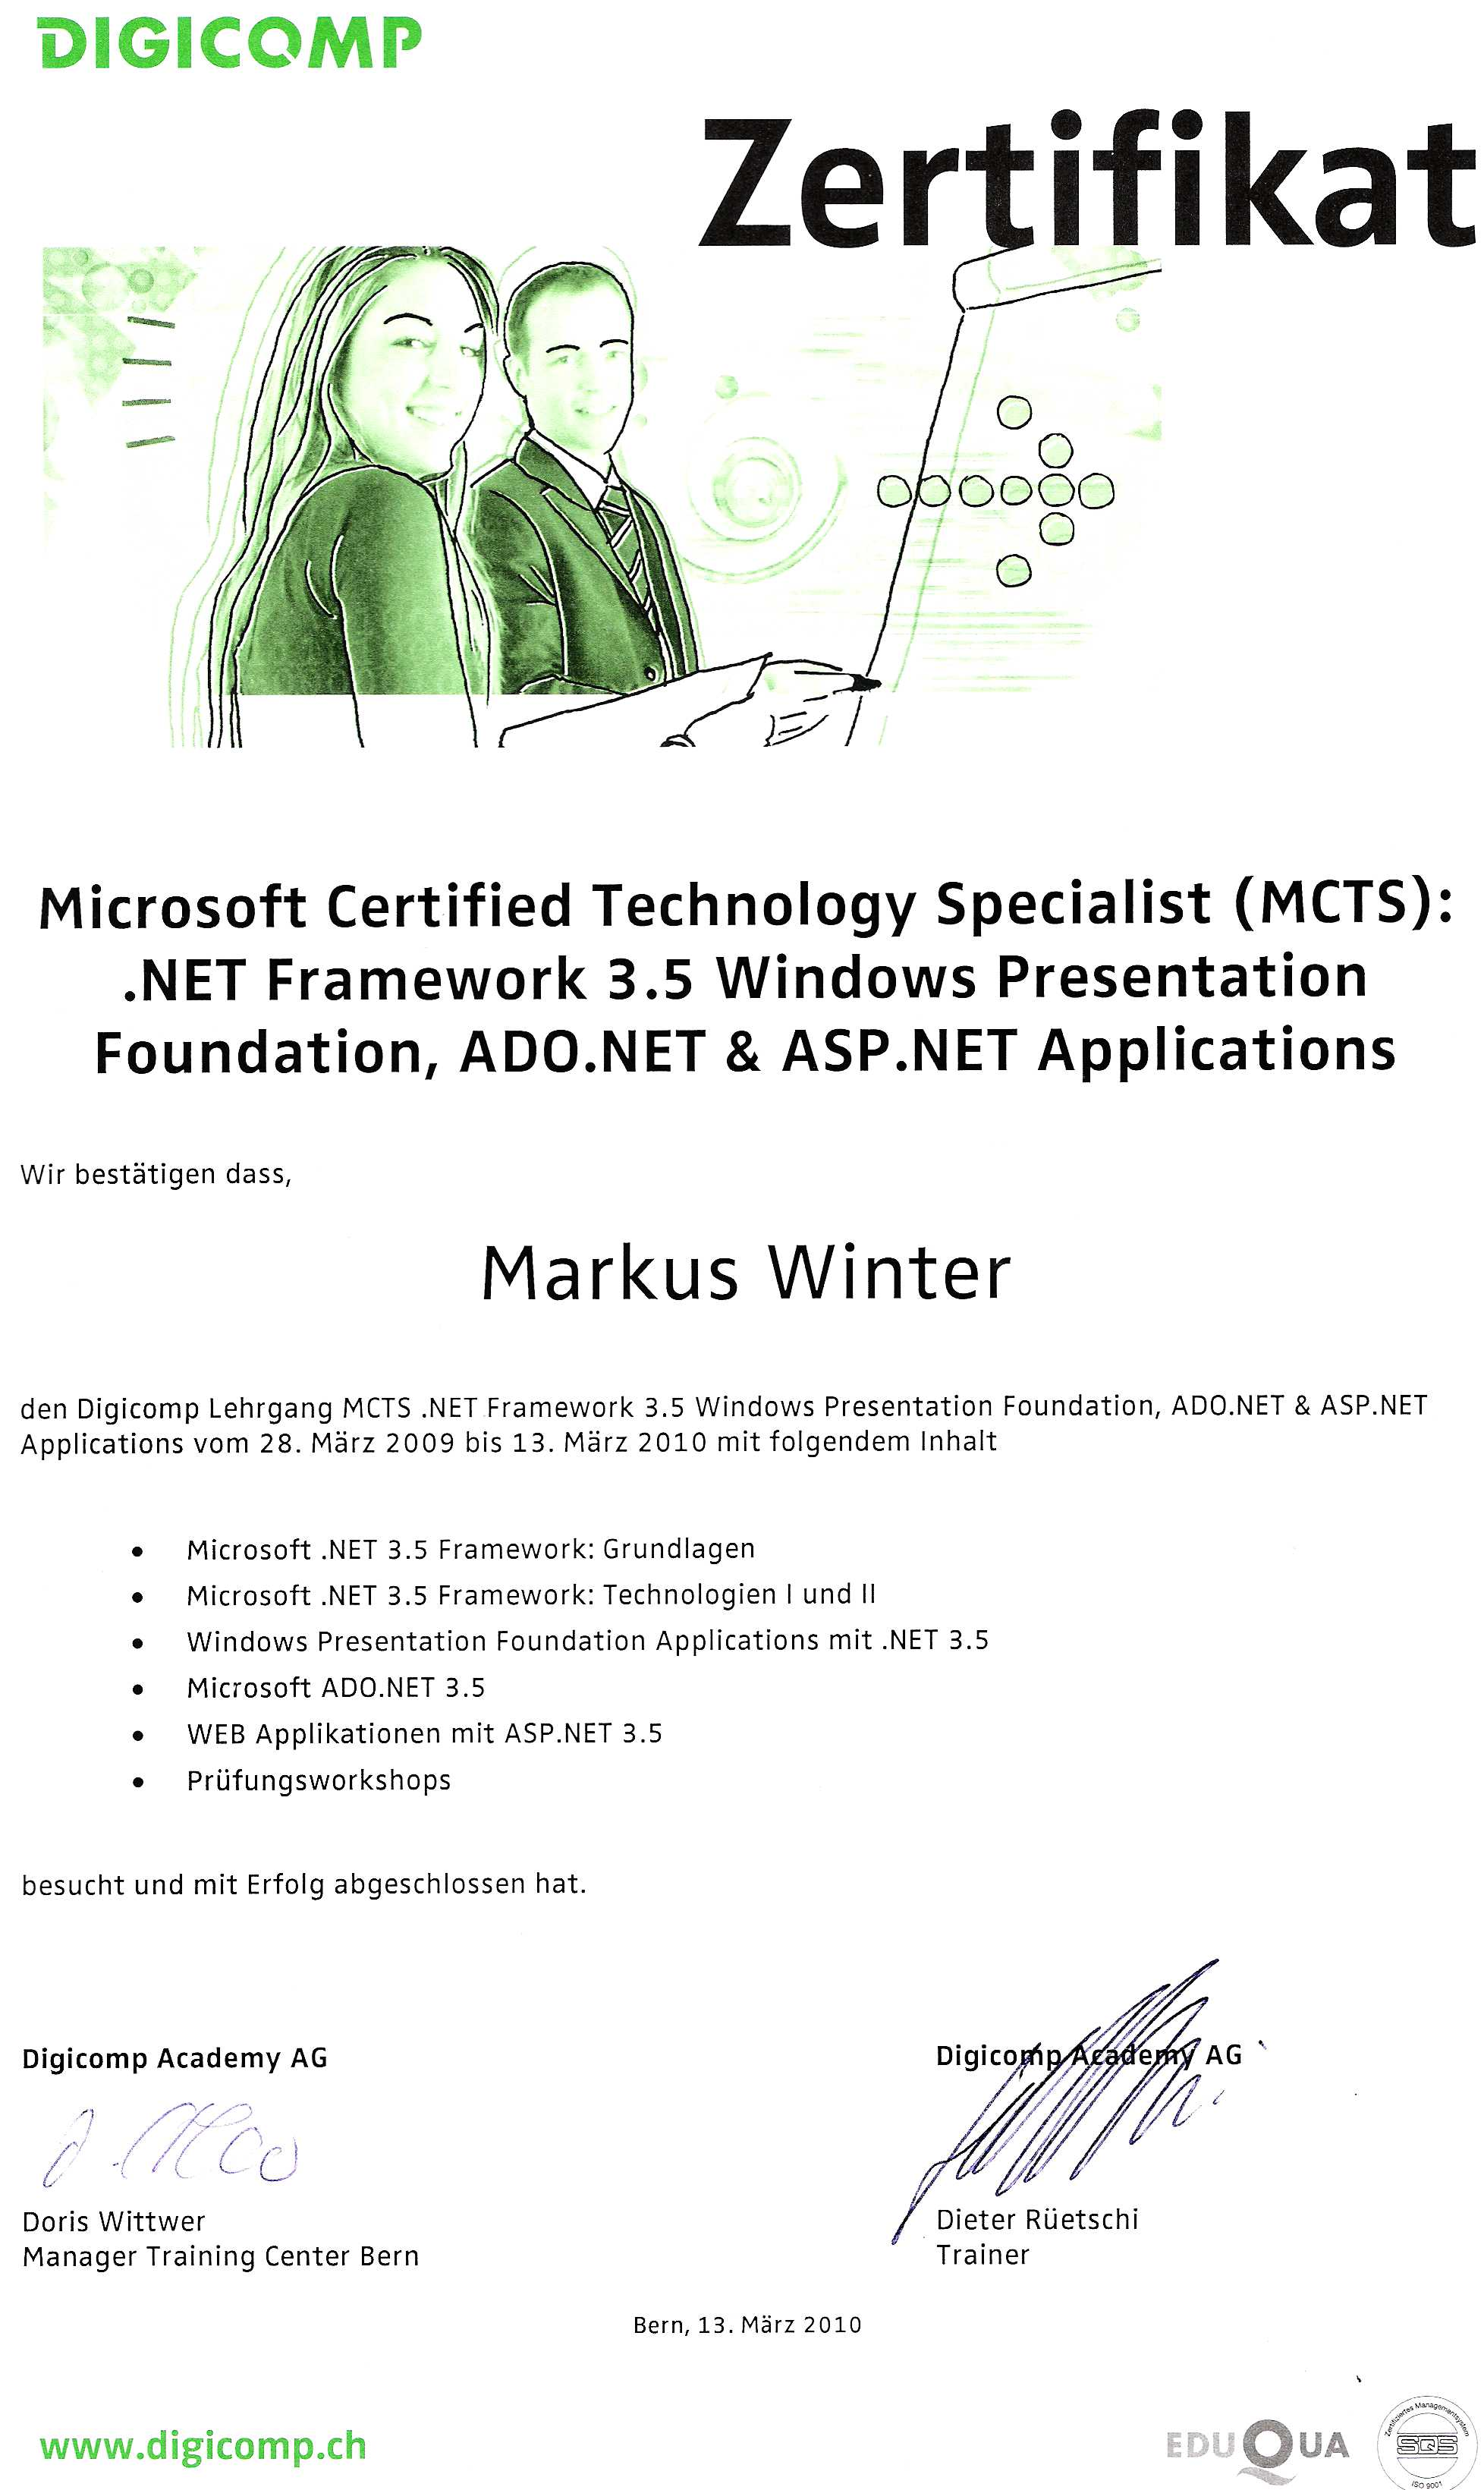 DIGICOMP
Zertifikat
Microsoft Certified Technology Specialist (MCTS):
.NET Framework 3.5 Windows Presentation
Foundation, ADO.NET & ASP.NET Applications
Wir bestätigen dass,
Markus Winter
den Digicomp Lehrgang MCTS .NET Framework 3.5 Windows Presentation Foundation, ADO.NET & ASP.NET
Applications vom 28. März 2009 bis 13. März 2010 mit folgendem Inhalt
• Microsoft .NET 3.5 Framework: Grundlagen
• Microsoft .NET 3.5 Framework: Technologien I und II
• Windows Presentation Foundation Applications mit .NET 3.5
• Microsoft ADO.NET 3.5
• WEB Applikationen mit ASP.NET 3.5
• Prüfungsworkshops
besucht und mit Erfolg abgeschlossen hat.
Digicomp Academy AG
Digicomp Academy AG
Doris Wittwer
Manager Training Center Bern
Dieter Rüetschi
Trainer
Bern, 13. März 2010
www.digicomp.ch
EDUQUA
Zertifiziertes Managementsystem
SQS
ISO 9001